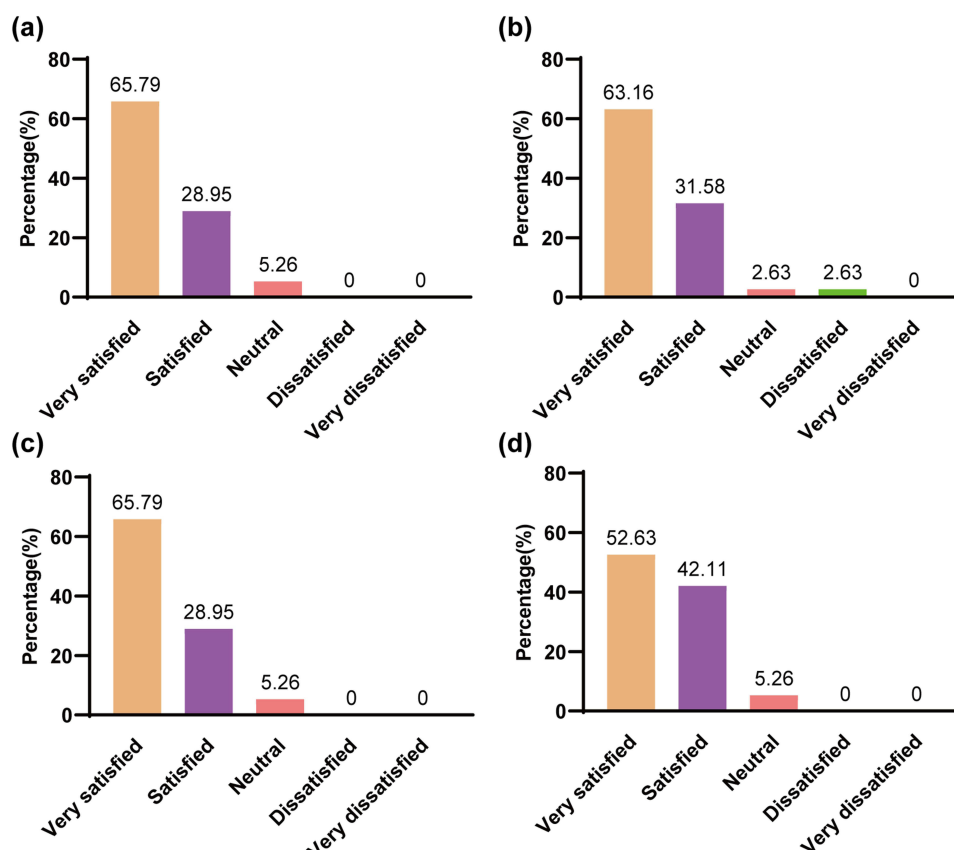 (a)
80
60
40
20
0
Percentage(%)
65.79
28.95
5.26
0
0
Very satisfied
Satisfied
Neutral
Dissatisfied
Very dissatisfied
(b)
80
60
40
20
0
Percentage(%)
63.16
31.58
2.63
2.63
0
Very satisfied
Satisfied
Neutral
Dissatisfied
Very dissatisfied
(c)
80
60
40
20
0
Percentage(%)
65.79
28.95
5.26
0
0
Very satisfied
Satisfied
Neutral
Dissatisfied
Very dissatisfied
(d)
80
60
40
20
0
Percentage(%)
52.63
42.11
5.26
0
0
Very satisfied
Satisfied
Neutral
Dissatisfied
Very dissatisfied